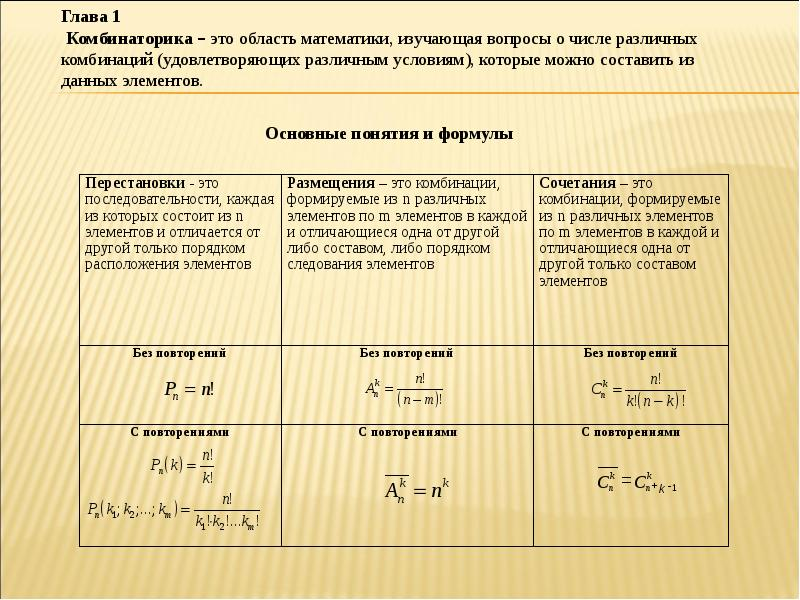 Глава 1
Комбинаторика – это область математики, изучающая вопросы о числе различных
комбинаций (удовлетворяющих различным условиям), которые можно составить из
данных элементов.
Основные понятия и формулы
Перестановки - это
последовательности, каждая
из которых состоит из n
элементов и отличается от
другой только порядком
расположения элементов
Размещения – это комбинации,
формируемые из n различных
элементов по m элементов в каждой
и отличающиеся одна от другой
либо составом, либо порядком
следования элементов
Сочетания – это
комбинации, формируемые
из n различных элементов
по m элементов в каждой и
отличающиеся одна от
другой только составом
элементов
Без повторений
P_n = n!
Без повторений
A_n^k = n! / (n − m)!
Без повторений
C_n^k = n! / k!(n − k)!
С повторениями
P_n(k) = n! / k!
P_n(k_1; k_2;...; k_m) = n! / k_1!·k_2!...k_m!
С повторениями
\overline{A_n^k} = n^k
С повторениями
\overline{C_n^k} = C_{n+k-1}^k